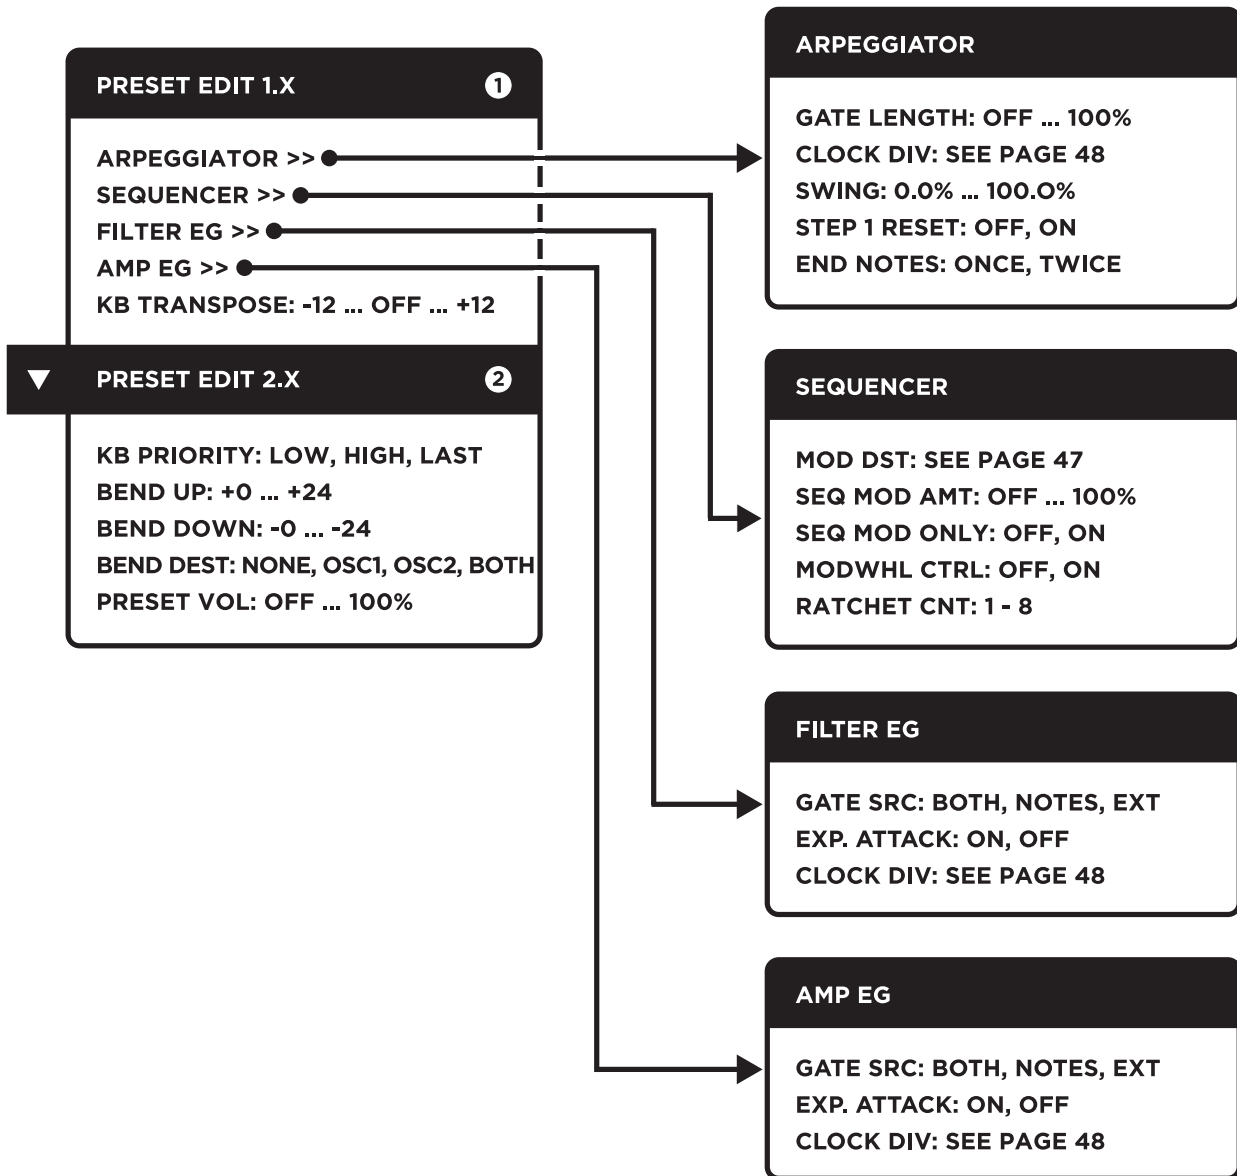 PRESET EDIT 1.X 1
ARPEGGIATOR >>
SEQUENCER >>
FILTER EG >>
AMP EG >>
KB TRANSPOSE: -12 ... OFF ... +12
▼ PRESET EDIT 2.X 2
KB PRIORITY: LOW, HIGH, LAST
BEND UP: +0 ... +24
BEND DOWN: -0 ... -24
BEND DEST: NONE, OSC1, OSC2, BOTH
PRESET VOL: OFF ... 100%
ARPEGGIATOR
GATE LENGTH: OFF ... 100%
CLOCK DIV: SEE PAGE 48
SWING: 0.0% ... 100.O%
STEP 1 RESET: OFF, ON
END NOTES: ONCE, TWICE
SEQUENCER
MOD DST: SEE PAGE 47
SEQ MOD AMT: OFF ... 100%
SEQ MOD ONLY: OFF, ON
MODWHL CTRL: OFF, ON
RATCHET CNT: 1 - 8
FILTER EG
GATE SRC: BOTH, NOTES, EXT
EXP. ATTACK: ON, OFF
CLOCK DIV: SEE PAGE 48
AMP EG
GATE SRC: BOTH, NOTES, EXT
EXP. ATTACK: ON, OFF
CLOCK DIV: SEE PAGE 48